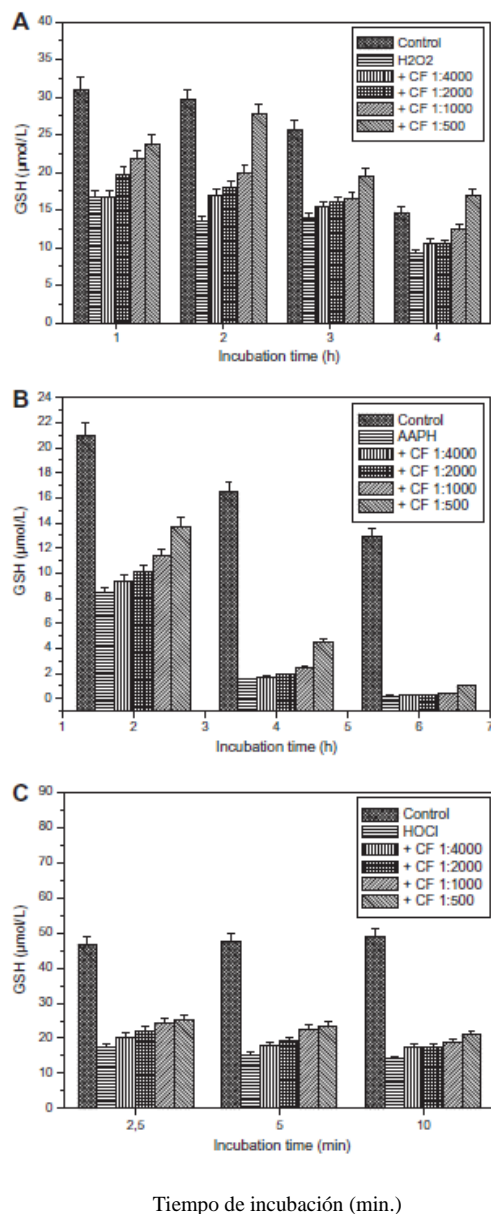 A
40
35
30
25
20
15
10
5
0
GSH (µmol/L)
Control
H2O2
+ CF 1:4000
+ CF 1:2000
+ CF 1:1000
+ CF 1:500
1 2 3 4
Incubation time (h)
B
24
22
20
18
16
14
12
10
8
6
4
2
0
GSH (µmol/L)
Control
AAPH
+ CF 1:4000
+ CF 1:2000
+ CF 1:1000
+ CF 1:500
1 2 3 4 5 6 7
Incubation time (h)
C
90
80
70
60
50
40
30
20
10
0
GSH (µmol/L)
Control
HOCl
+ CF 1:4000
+ CF 1:2000
+ CF 1:1000
+ CF 1:500
2,5 5 10
Incubation time (min)
Tiempo de incubación (min.)